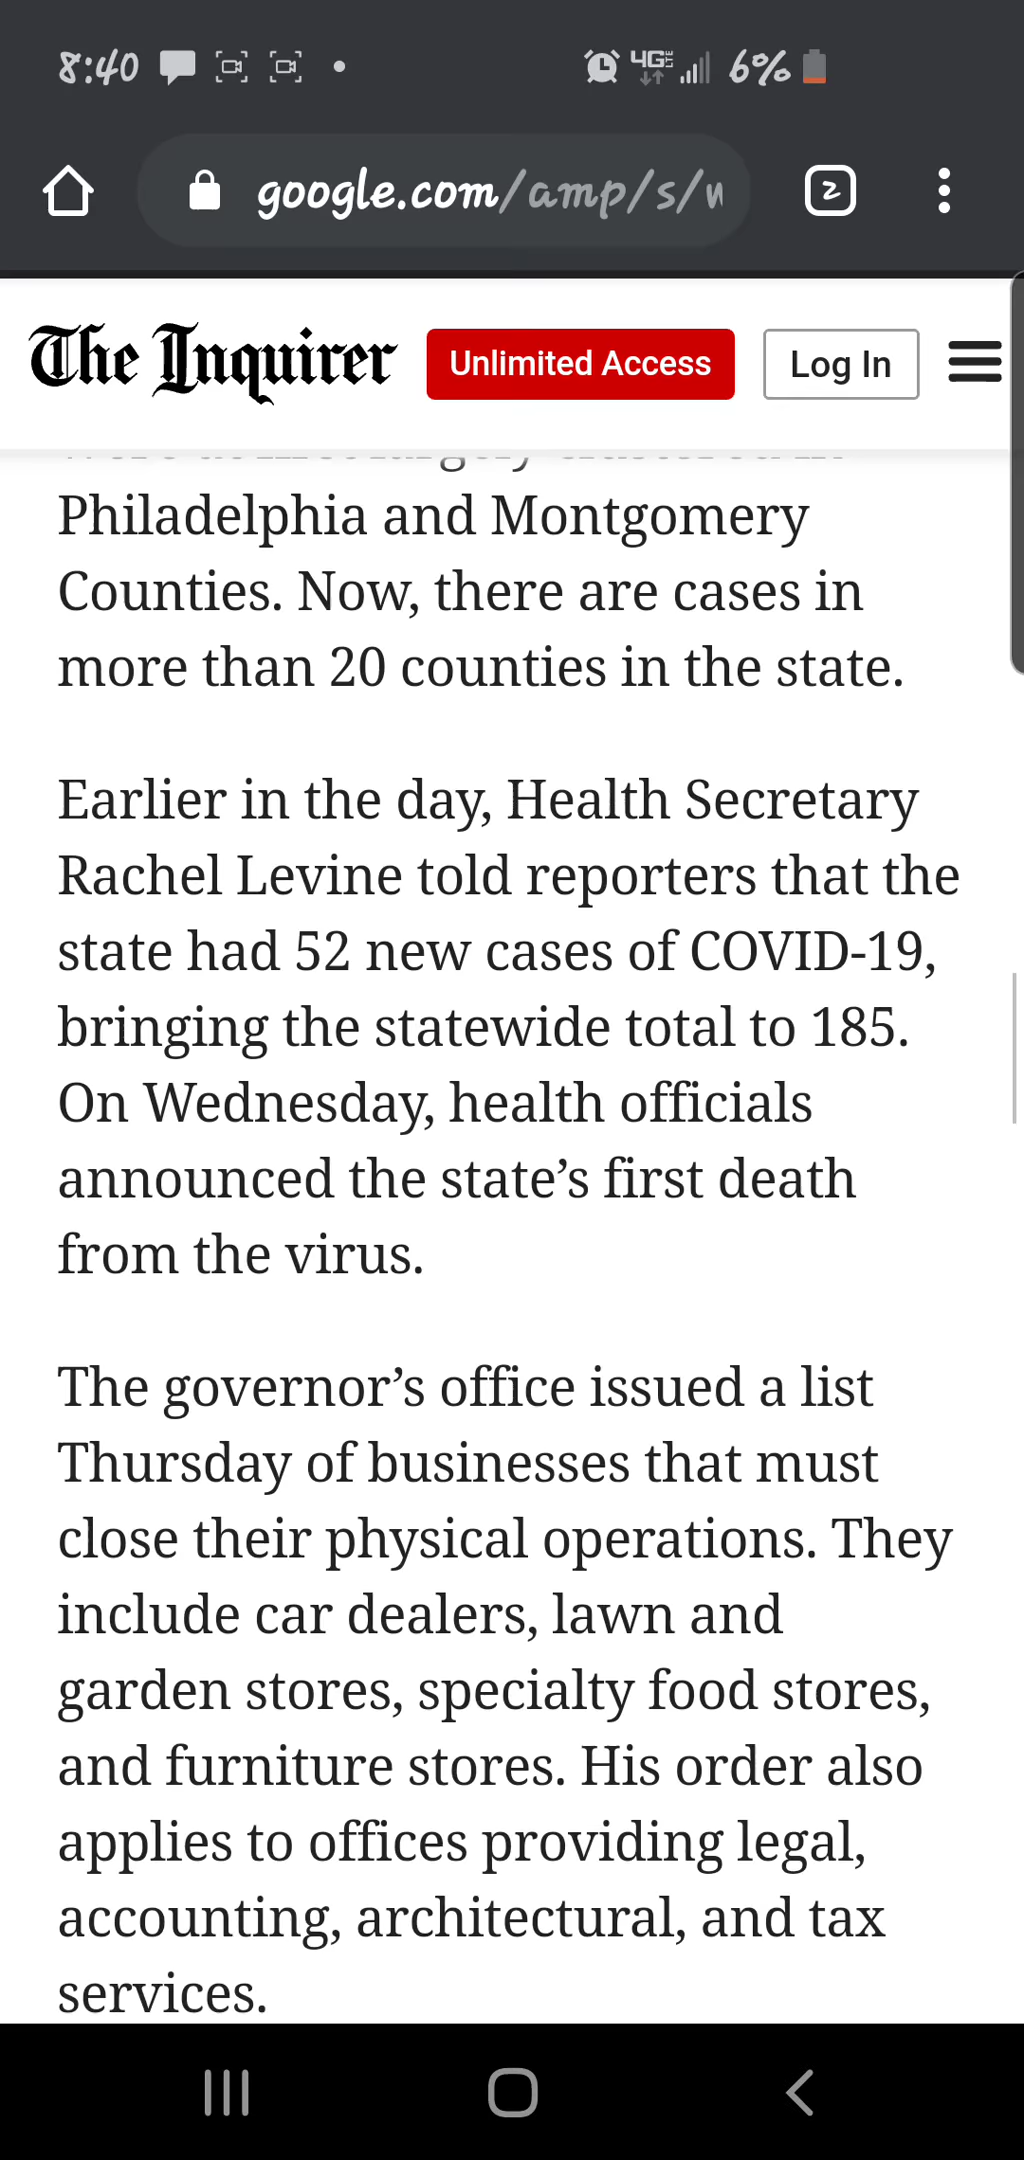 8:40
4G LTE
6%
google.com/amp/s/
2
The Inquirer
Unlimited Access
Log In
Philadelphia and Montgomery
Counties. Now, there are cases in
more than 20 counties in the state.
Earlier in the day, Health Secretary
Rachel Levine told reporters that the
state had 52 new cases of COVID-19,
bringing the statewide total to 185.
On Wednesday, health officials
announced the state’s first death
from the virus.
The governor’s office issued a list
Thursday of businesses that must
close their physical operations. They
include car dealers, lawn and
garden stores, specialty food stores,
and furniture stores. His order also
applies to offices providing legal,
accounting, architectural, and tax
services.